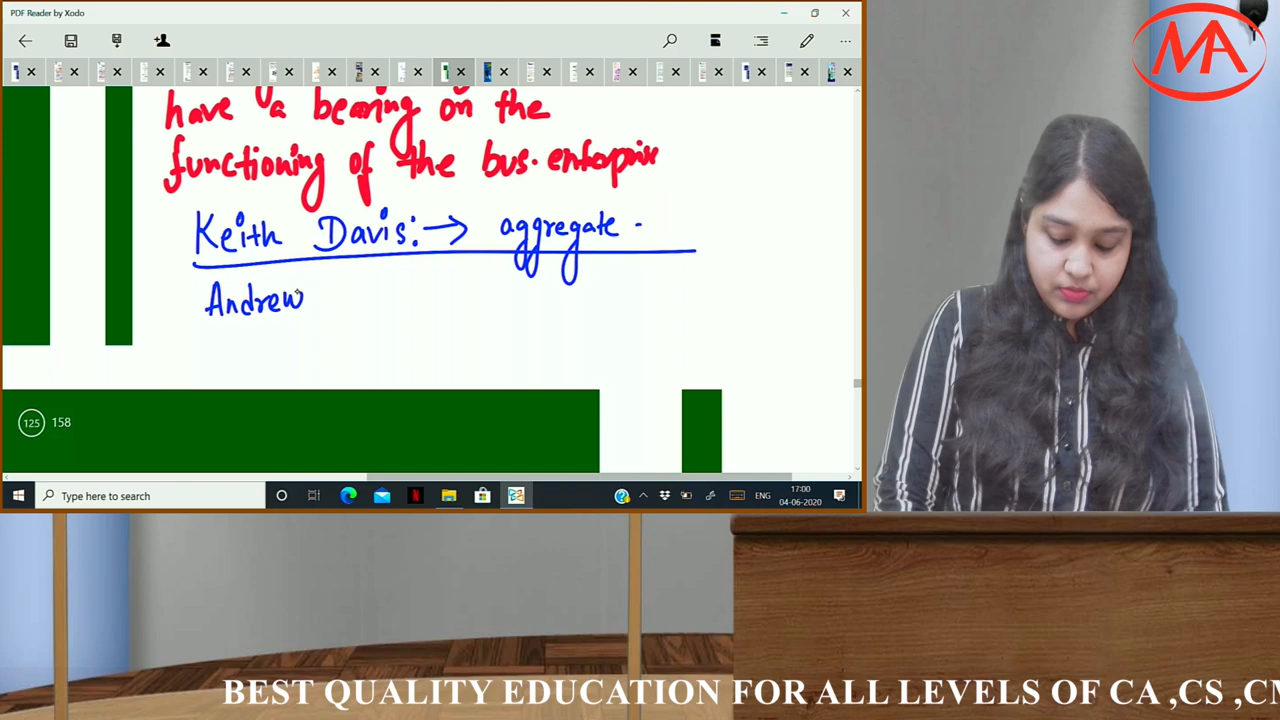 PDF Reader by Xodo
MA
have a bearing on the
functioning of the bus. enterprise
Keith Davis:→ aggregate.
Andrew
125 158
Type here to search
ENG
17:00
04-06-2020
BEST QUALITY EDUCATION FOR ALL LEVELS OF CA ,CS ,CM